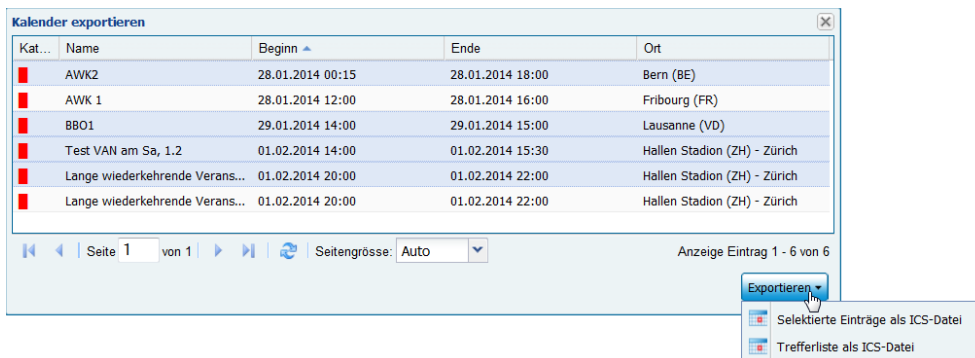 Kalender exportieren
Kat... Name Beginn Ende Ort
AWK2 28.01.2014 00:15 28.01.2014 18:00 Bern (BE)
AWK 1 28.01.2014 12:00 28.01.2014 16:00 Fribourg (FR)
BBO1 29.01.2014 14:00 29.01.2014 15:00 Lausanne (VD)
Test VAN am Sa, 1.2 01.02.2014 14:00 01.02.2014 15:30 Hallen Stadion (ZH) - Zürich
Lange wiederkehrende Verans... 01.02.2014 20:00 01.02.2014 22:00 Hallen Stadion (ZH) - Zürich
Lange wiederkehrende Verans... 01.02.2014 20:00 01.02.2014 22:00 Hallen Stadion (ZH) - Zürich
Seite 1 von 1 Seitengrösse: Auto Anzeige Eintrag 1 - 6 von 6
Exportieren
Selektierte Einträge als ICS-Datei
Trefferliste als ICS-Datei